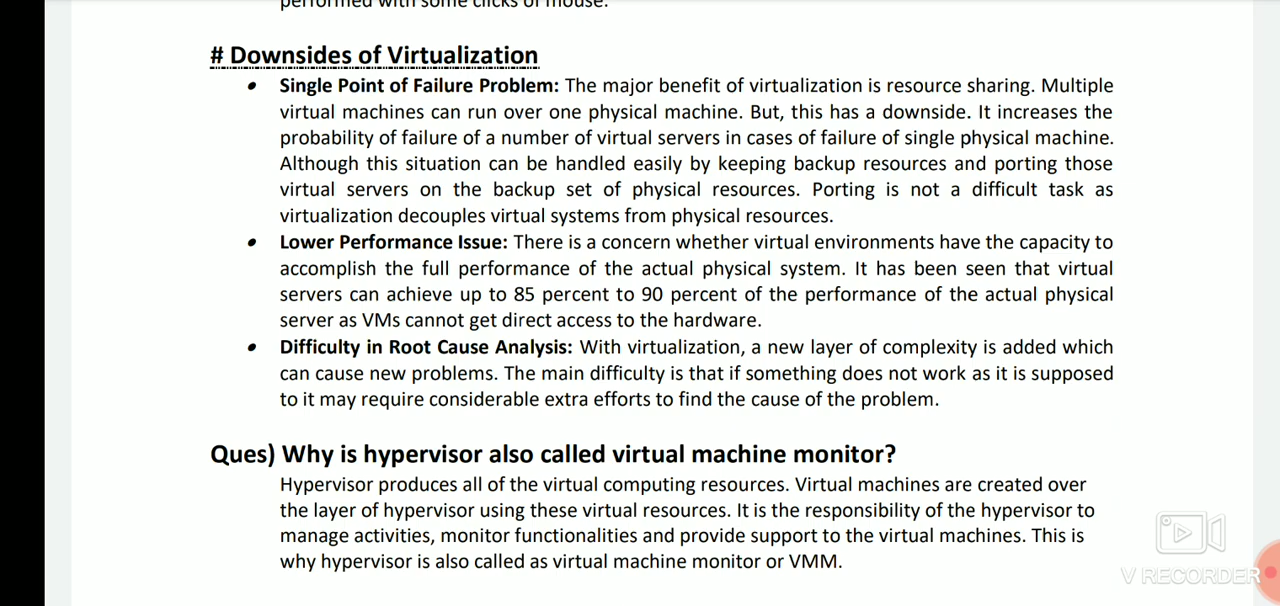 performed with some clicks of mouse.
# Downsides of Virtualization
• Single Point of Failure Problem: The major benefit of virtualization is resource sharing. Multiple
virtual machines can run over one physical machine. But, this has a downside. It increases the
probability of failure of a number of virtual servers in cases of failure of single physical machine.
Although this situation can be handled easily by keeping backup resources and porting those
virtual servers on the backup set of physical resources. Porting is not a difficult task as
virtualization decouples virtual systems from physical resources.
• Lower Performance Issue: There is a concern whether virtual environments have the capacity to
accomplish the full performance of the actual physical system. It has been seen that virtual
servers can achieve up to 85 percent to 90 percent of the performance of the actual physical
server as VMs cannot get direct access to the hardware.
• Difficulty in Root Cause Analysis: With virtualization, a new layer of complexity is added which
can cause new problems. The main difficulty is that if something does not work as it is supposed
to it may require considerable extra efforts to find the cause of the problem.
Ques) Why is hypervisor also called virtual machine monitor?
Hypervisor produces all of the virtual computing resources. Virtual machines are created over
the layer of hypervisor using these virtual resources. It is the responsibility of the hypervisor to
manage activities, monitor functionalities and provide support to the virtual machines. This is
why hypervisor is also called as virtual machine monitor or VMM.
V RECORDER